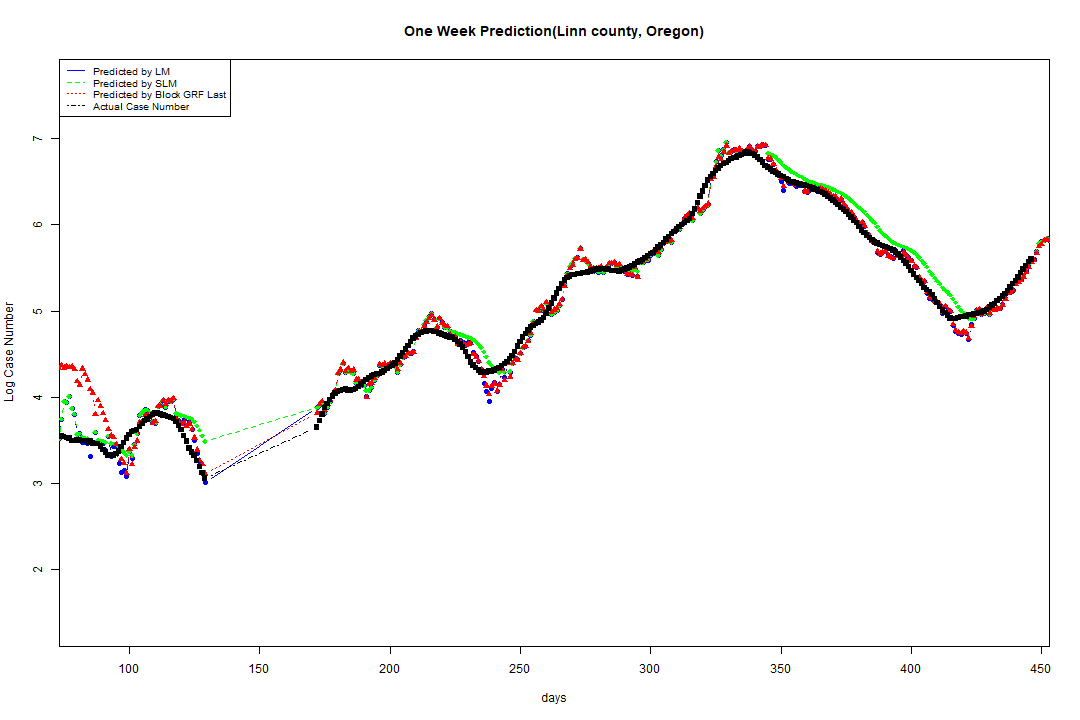 One Week Prediction(Linn county, Oregon)
Predicted by LM
Predicted by SLM
Predicted by Block GRF Last
Actual Case Number
7
6
5
4
3
2
Log Case Number
100 150 200 250 300 350 400 450
days